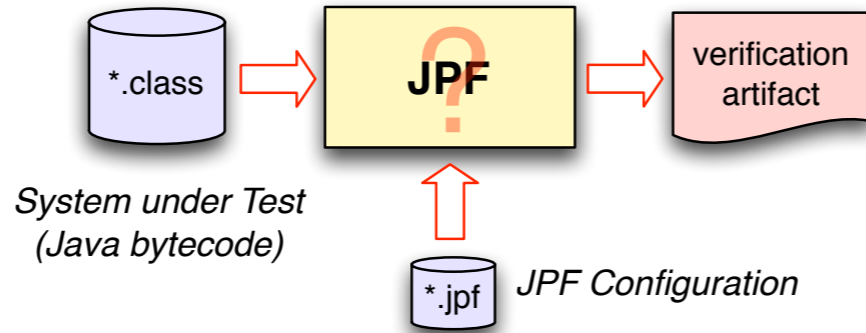 *.class
JPF
?
verification
artifact
System under Test
(Java bytecode)
*.jpf
JPF Configuration